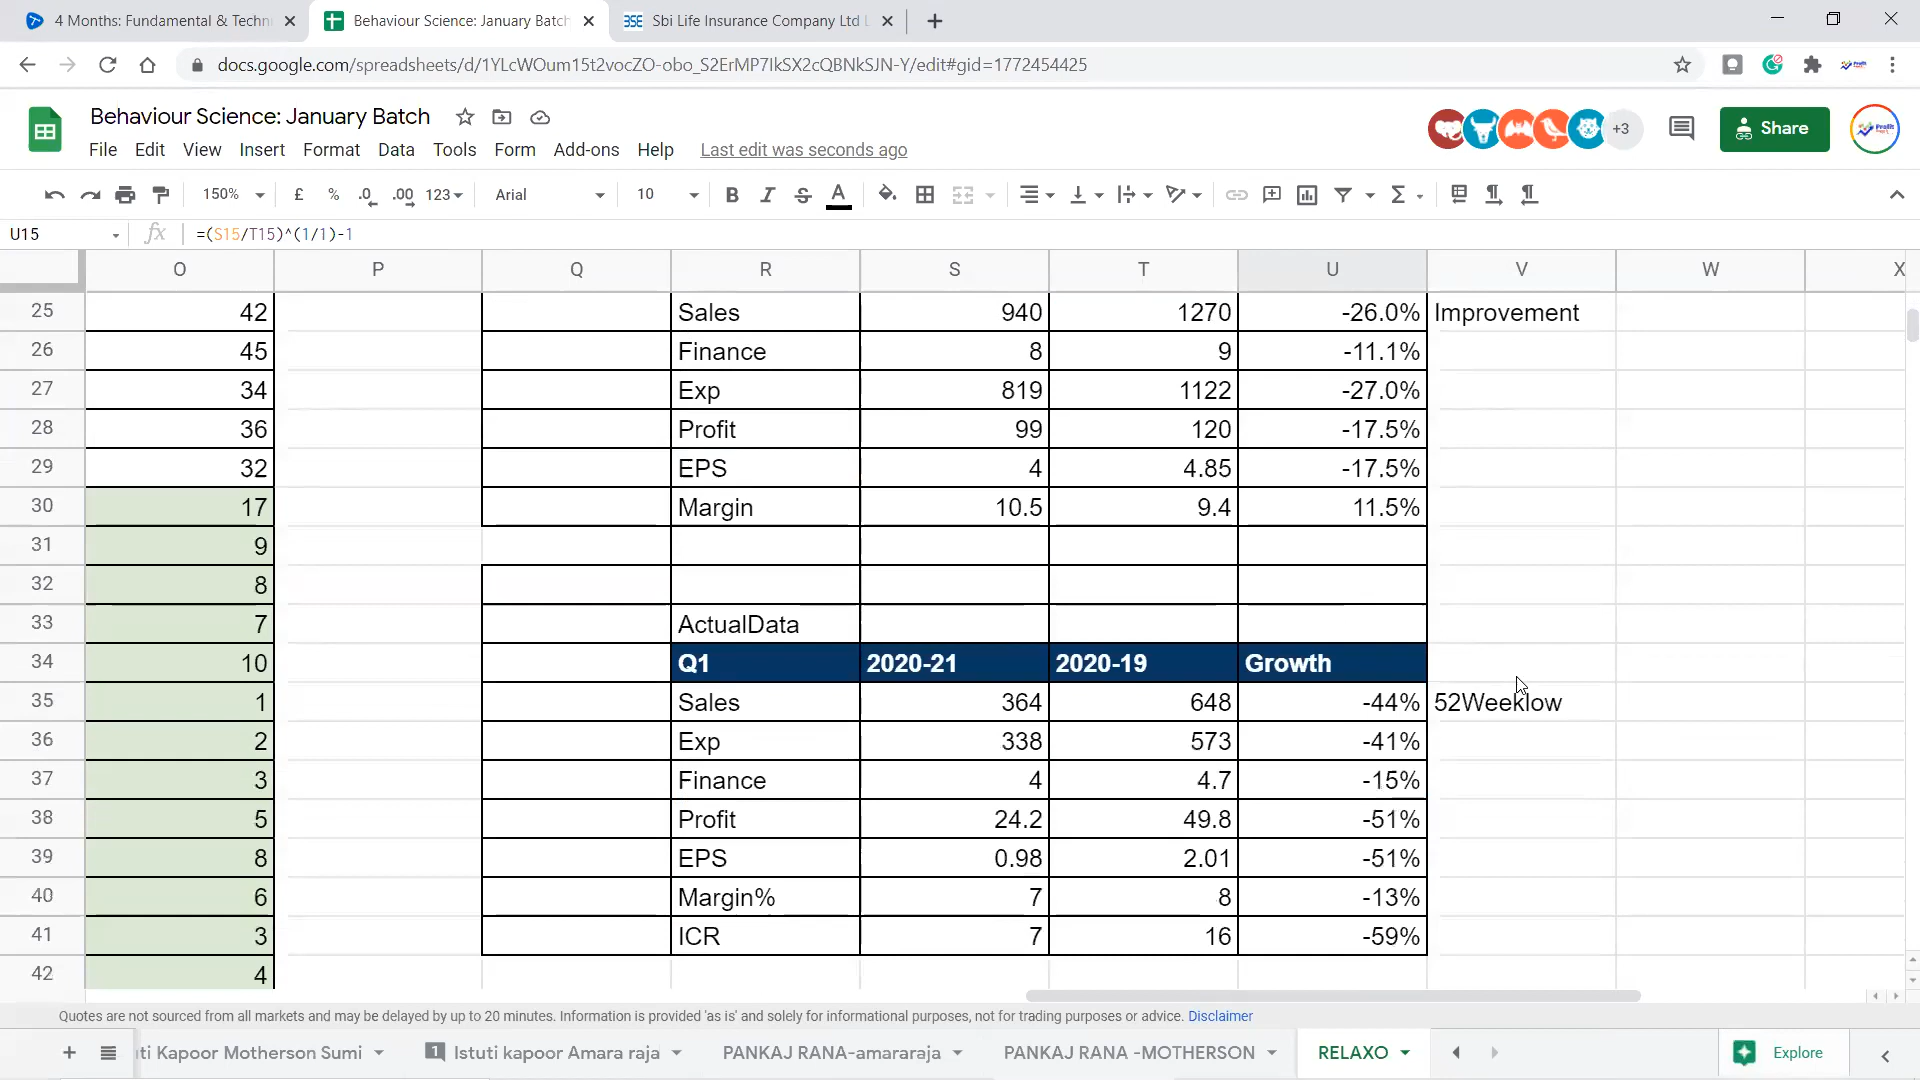 4 Months: Fundamental & Techn
Behaviour Science: January Batch
Sbi Life Insurance Company Ltd L
docs.google.com/spreadsheets/d/1YLcWOum15t2vocZO-obo_S2ErMP7IkSX2cQBNkSJN-Y/edit#gid=1772454425
Behaviour Science: January Batch
+3
Share
File Edit View Insert Format Data Tools Form Add-ons Help Last edit was seconds ago
150% £ % .0 .00 123 Arial 10 B I S A
U15 fx =(S15/T15)^(1/1)-1
O P Q R S T U V W X
25 42 Sales 940 1270 -26.0% Improvement
26 45 Finance 8 9 -11.1%
27 34 Exp 819 1122 -27.0%
28 36 Profit 99 120 -17.5%
29 32 EPS 4 4.85 -17.5%
30 17 Margin 10.5 9.4 11.5%
31 9
32 8
33 7 ActualData
34 10 Q1 2020-21 2020-19 Growth
35 1 Sales 364 648 -44% 52Weeklow
36 2 Exp 338 573 -41%
37 3 Finance 4 4.7 -15%
38 5 Profit 24.2 49.8 -51%
39 8 EPS 0.98 2.01 -51%
40 6 Margin% 7 8 -13%
41 3 ICR 7 16 -59%
42 4
Quotes are not sourced from all markets and may be delayed by up to 20 minutes. Information is provided 'as is' and solely for informational purposes, not for trading purposes or advice. Disclaimer
ti Kapoor Motherson Sumi 1 Istuti kapoor Amara raja PANKAJ RANA-amararaja PANKAJ RANA -MOTHERSON RELAXO Explore